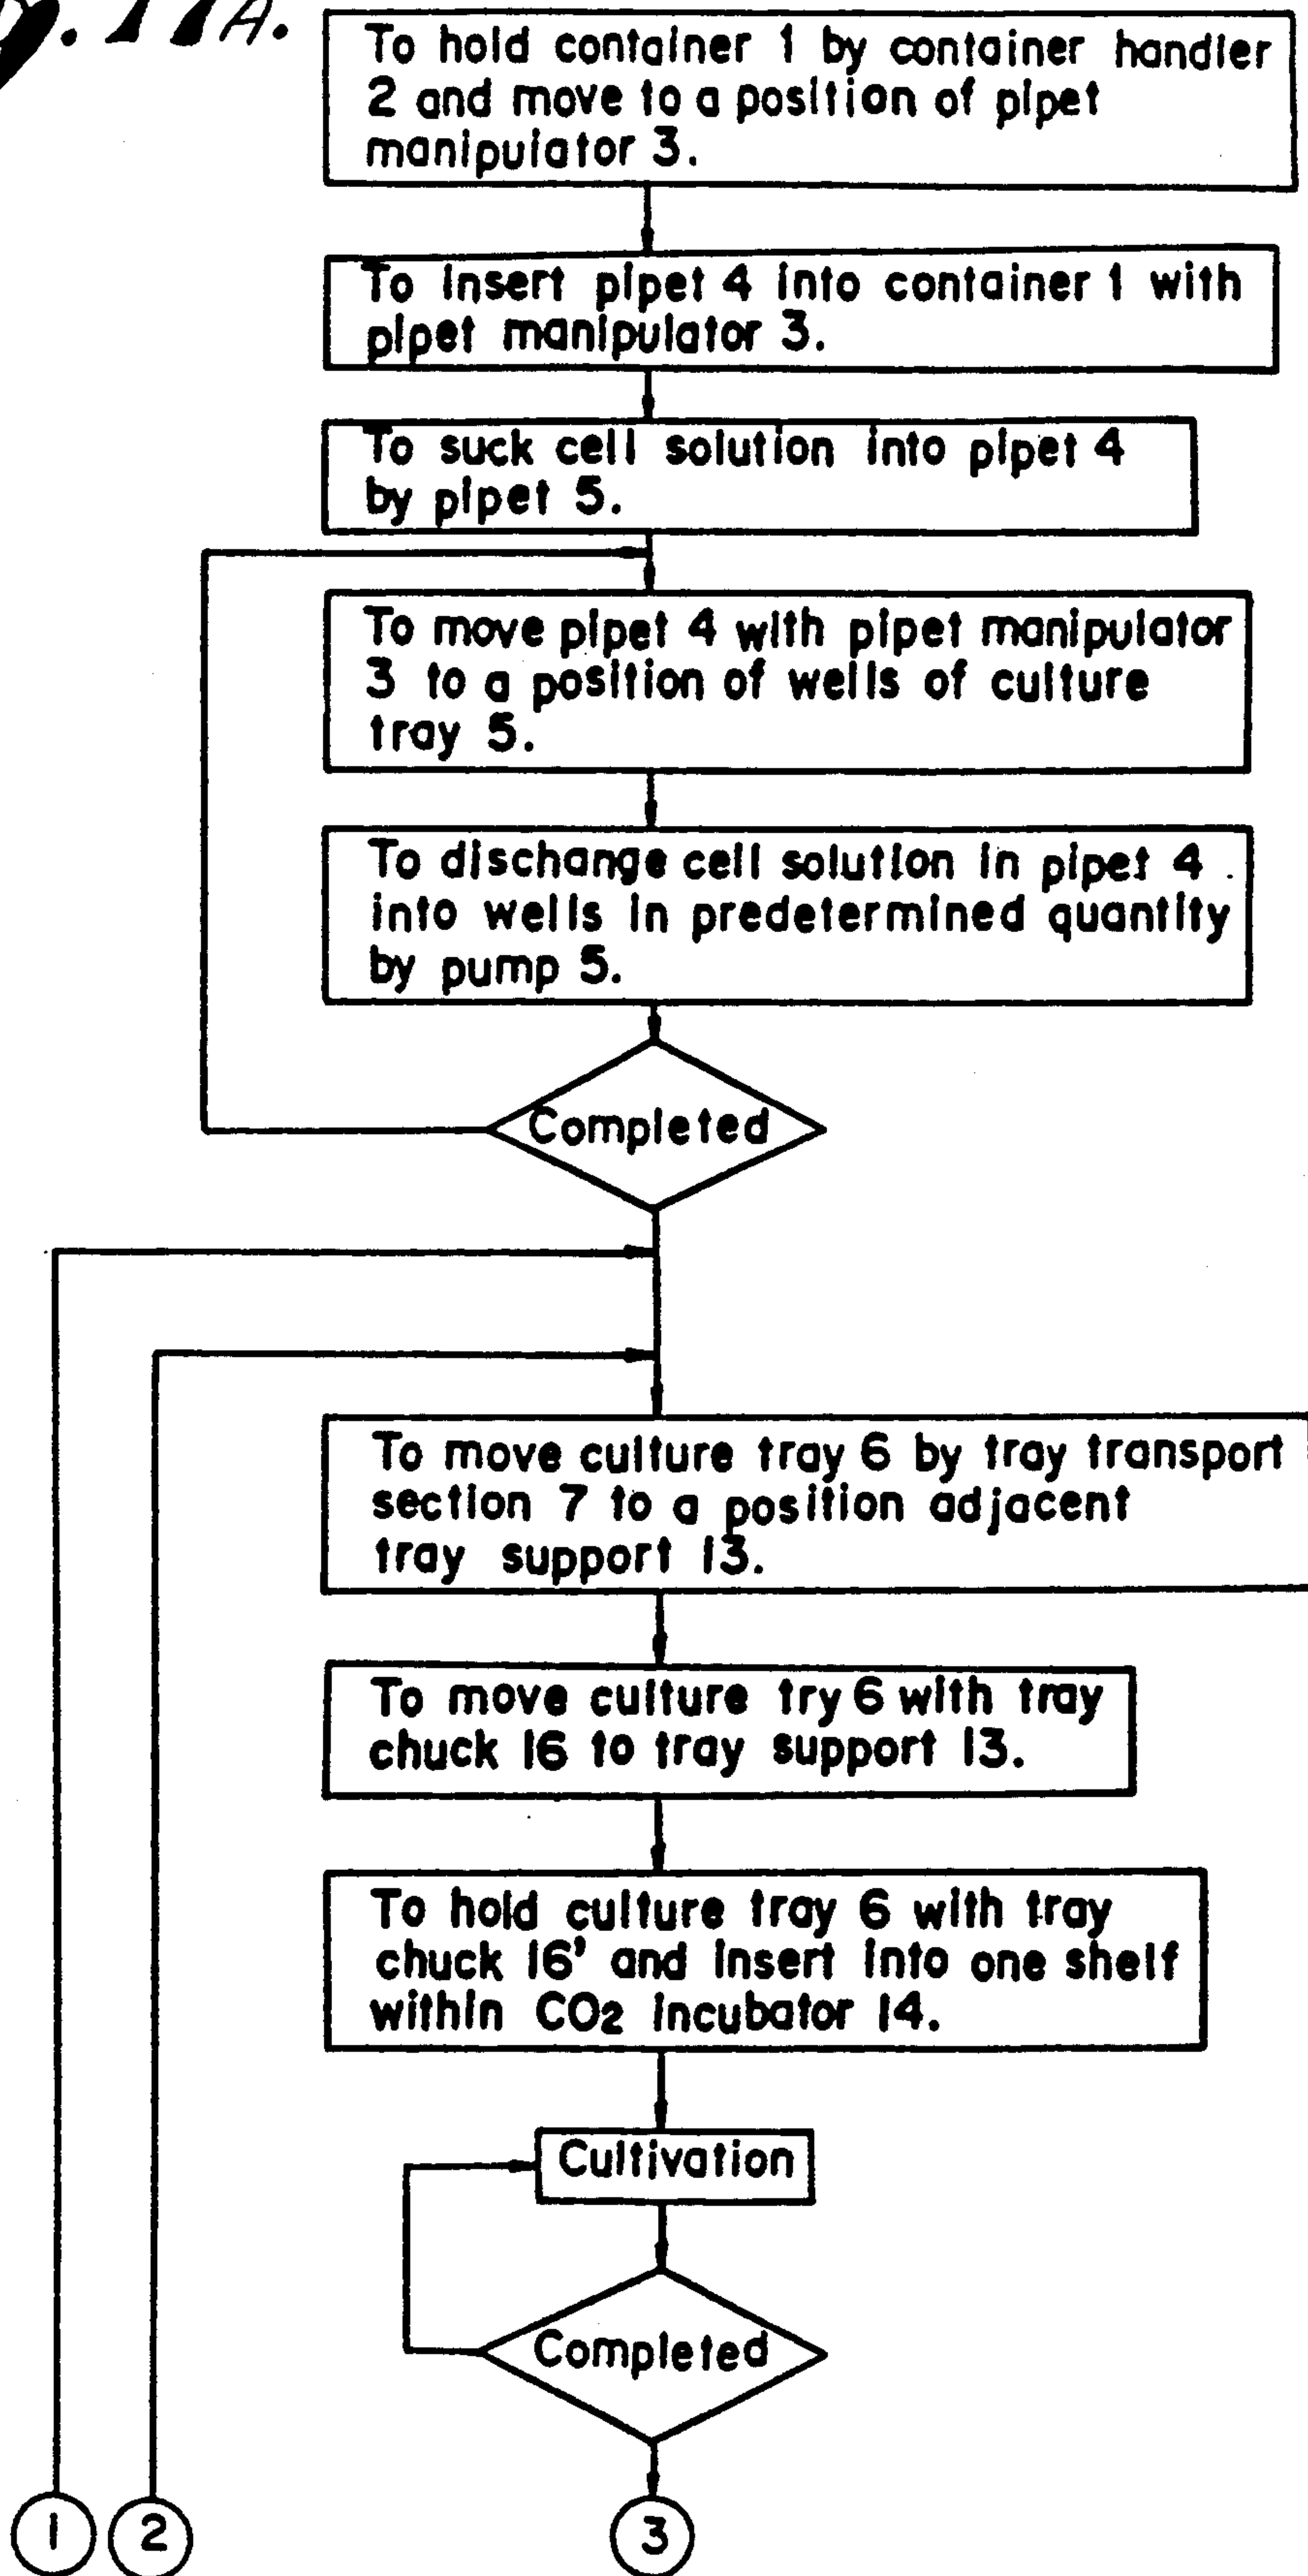 . 11A.
To hold container 1 by container handler
2 and move to a position of pipet
manipulator 3.
To insert pipet 4 into container 1 with
pipet manipulator 3.
To suck cell solution into pipet 4
by pipet 5.
To move pipet 4 with pipet manipulator
3 to a position of wells of culture
tray 5.
To dischange cell solution in pipet 4
into wells in predetermined quantity
by pump 5.
Completed
To move culture tray 6 by tray transport
section 7 to a position adjacent
tray support 13.
To move culture try 6 with tray
chuck 16 to tray support 13.
To hold culture tray 6 with tray
chuck 16' and insert into one shelf
within CO2 incubator 14.
Cultivation
Completed
1 2 3